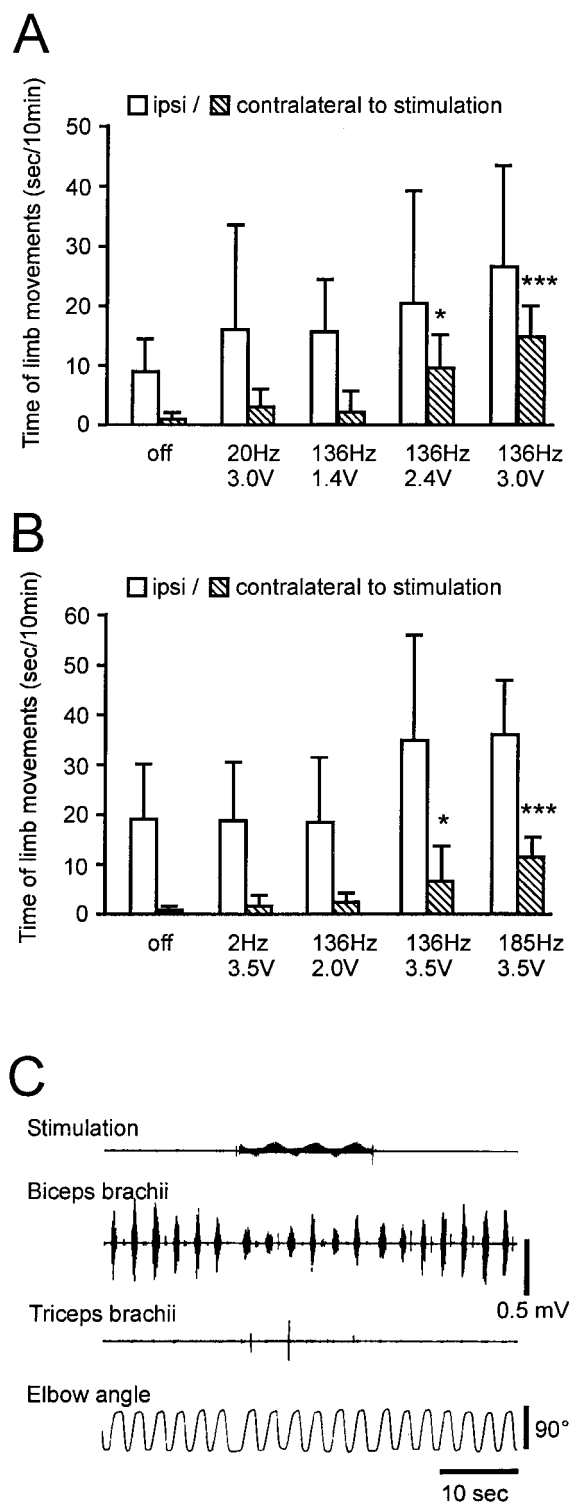 A
Time of limb movements (sec/10min)
ipsi / contralateral to stimulation
50
40
30
20
10
0
*
***
off 20Hz 136Hz 136Hz 136Hz
3.0V 1.4V 2.4V 3.0V
B
Time of limb movements (sec/10min)
ipsi / contralateral to stimulation
60
50
40
30
20
10
0
*
***
off 2Hz 136Hz 136Hz 185Hz
3.5V 2.0V 3.5V 3.5V
C
Stimulation
Biceps brachii
0.5 mV
Triceps brachii
Elbow angle
90°
10 sec